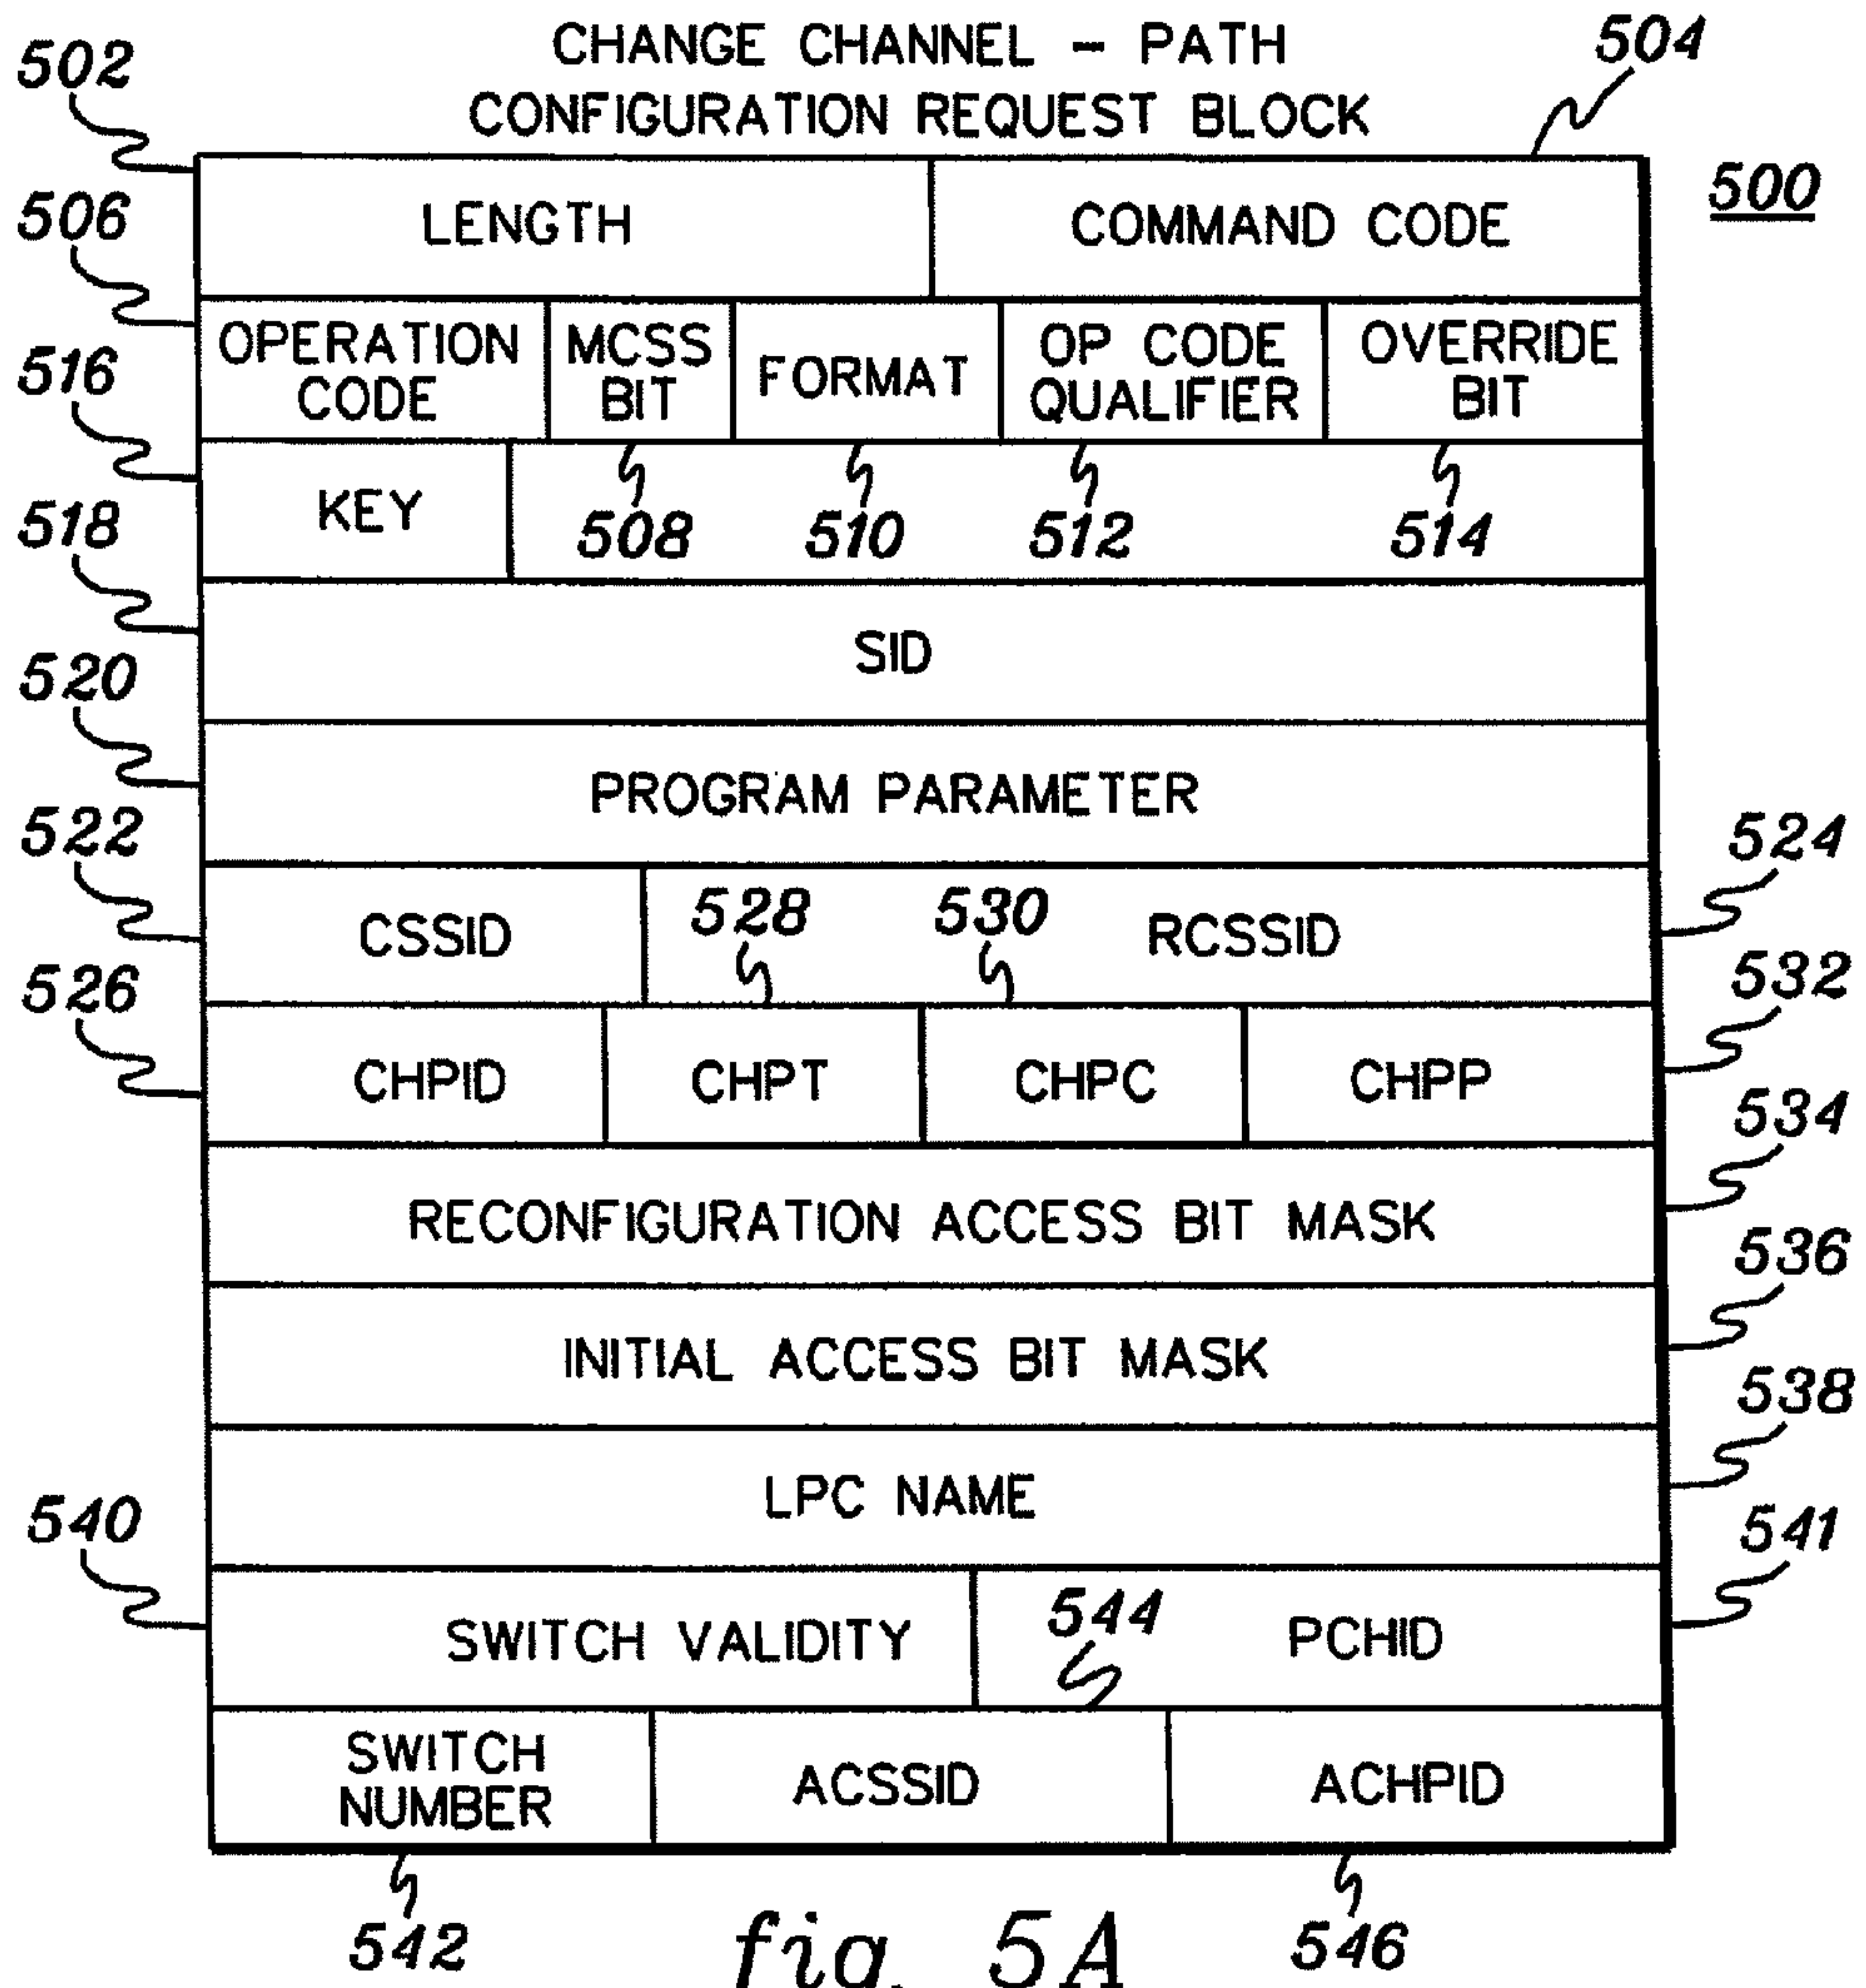 CHANGE CHANNEL - PATH
CONFIGURATION REQUEST BLOCK
502
504
500
LENGTH
COMMAND CODE
506
OPERATION
CODE
MCSS
BIT
FORMAT
OP CODE
QUALIFIER
OVERRIDE
BIT
516
KEY
508
510
512
514
518
SID
520
PROGRAM PARAMETER
522
CSSID
528
530
RCSSID
524
526
CHPID
CHPT
CHPC
CHPP
532
RECONFIGURATION ACCESS BIT MASK
534
INITIAL ACCESS BIT MASK
536
LPC NAME
538
540
SWITCH VALIDITY
544
PCHID
541
SWITCH
NUMBER
ACSSID
ACHPID
542
546
fig. 5A